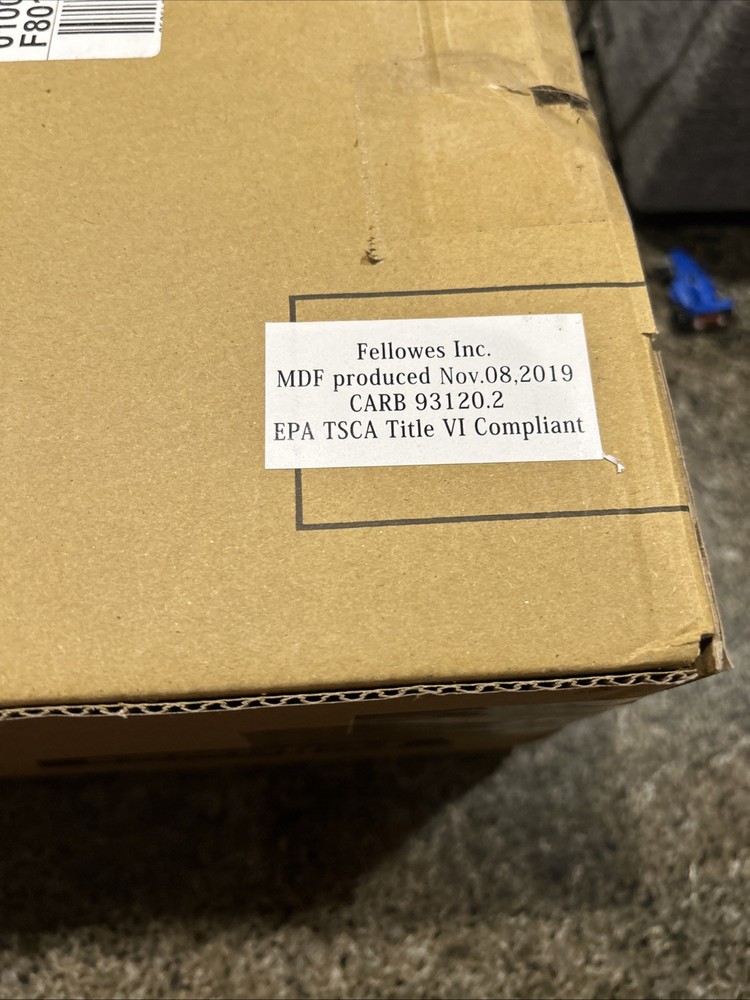 Fellowes Inc.
MDF produced Nov.08,2019
CARB 93120.2
EPA TSCA Title VI Compliant